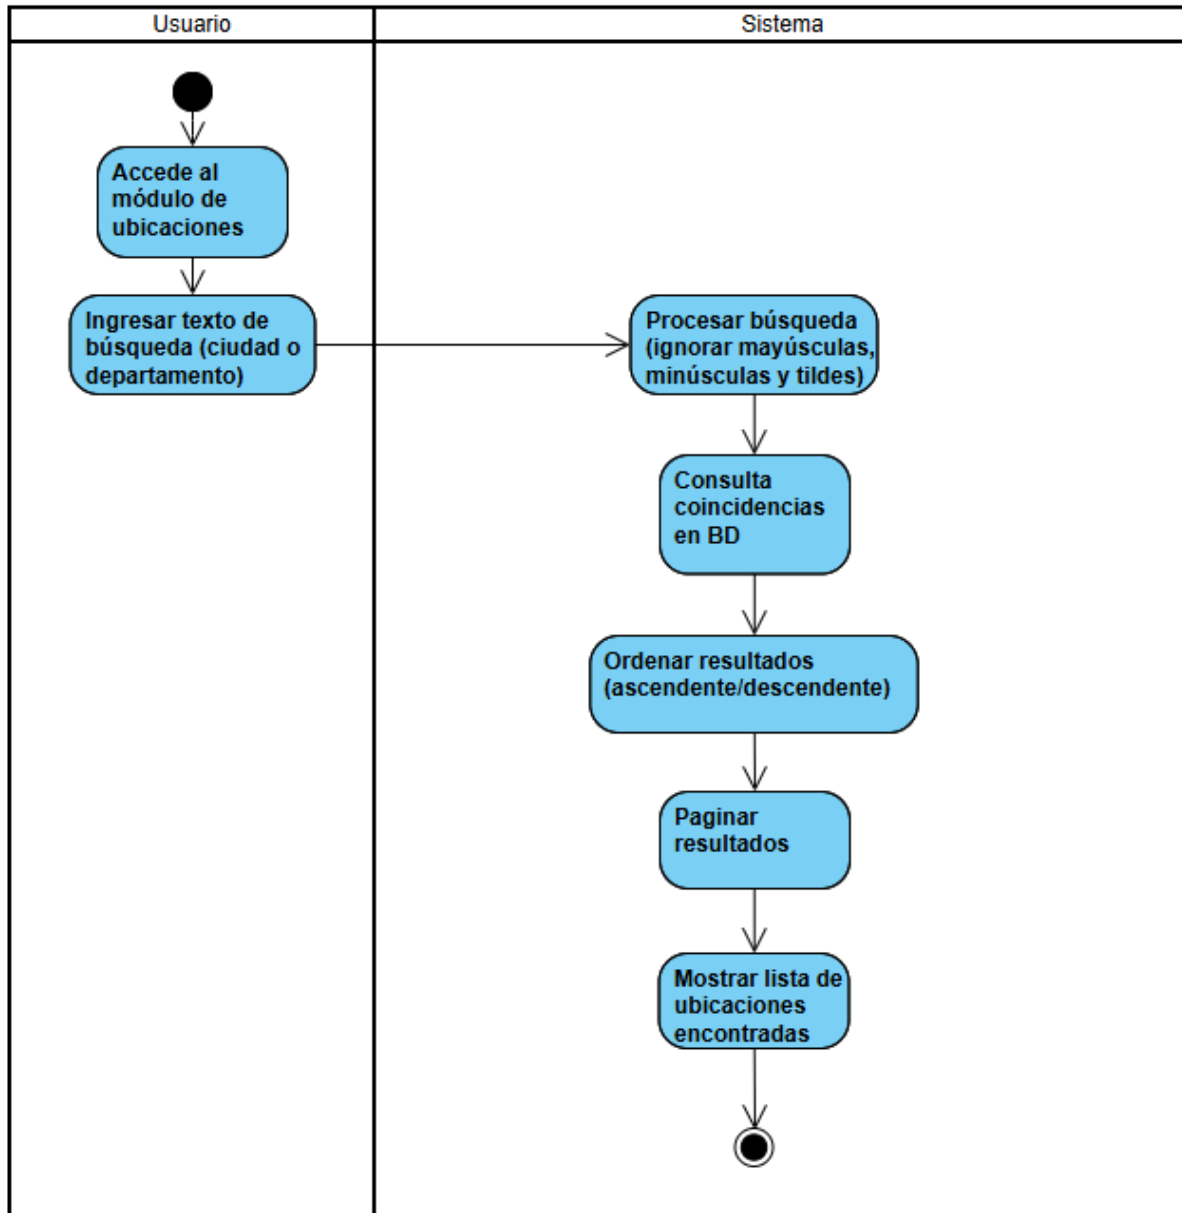 Usuario
Sistema
Accede al
módulo de
ubicaciones
Ingresar texto de
búsqueda (ciudad o
departamento)
Procesar búsqueda
(ignorar mayúsculas,
minúsculas y tildes)
Consulta
coincidencias
en BD
Ordenar resultados
(ascendente/descendente)
Paginar
resultados
Mostrar lista de
ubicaciones
encontradas